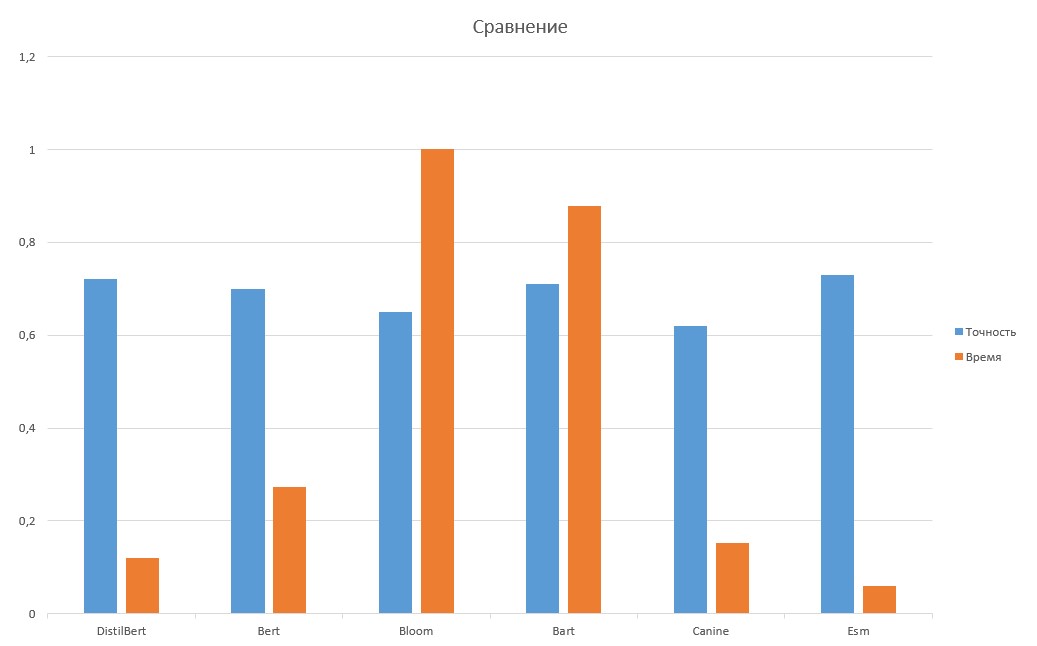 Сравнение
1,2
1
0,8
0,6
0,4
0,2
0
DistilBert
Bert
Bloom
Bart
Canine
Esm
Точность
Время